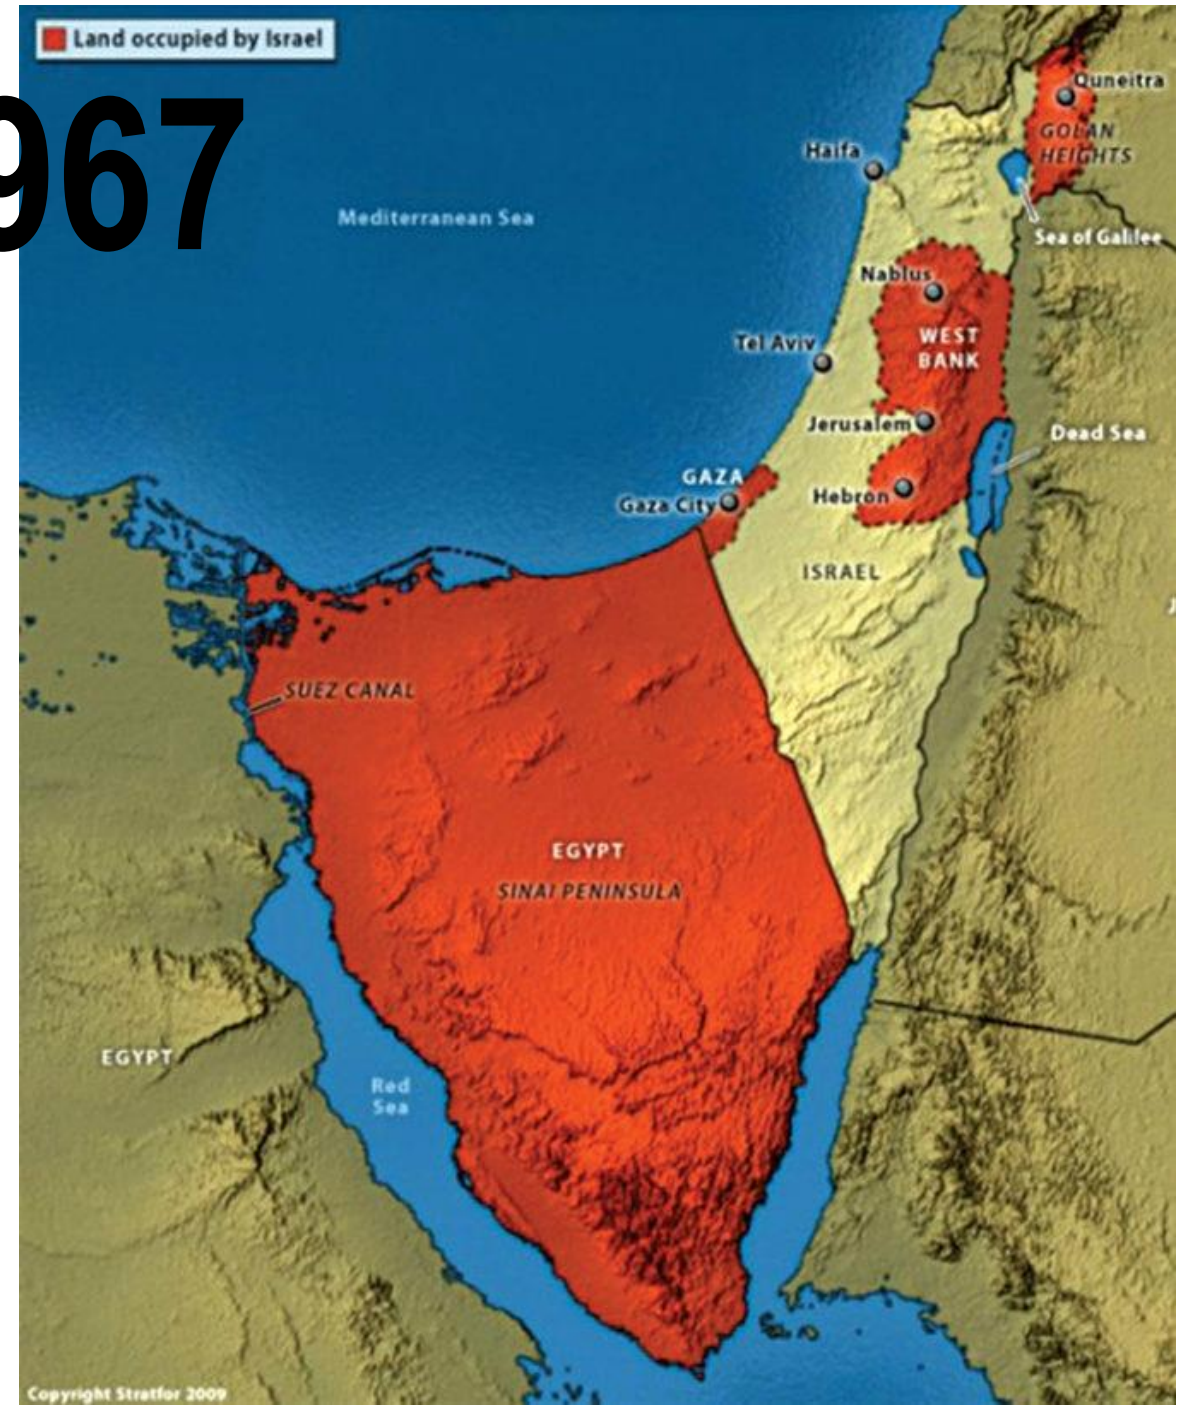 Land occupied by Israel
967
Quneitra
GOLAN
HEIGHTS
Haifa
Mediterranean Sea
Sea of Galilee
Nablus
WEST
BANK
Tel Aviv
Jerusalem
Dead Sea
GAZA
Gaza City
Hebron
ISRAEL
J
SUEZ CANAL
EGYPT
SINAI PENINSULA
EGYPT
Red
Sea
Copyright Stratfor 2009